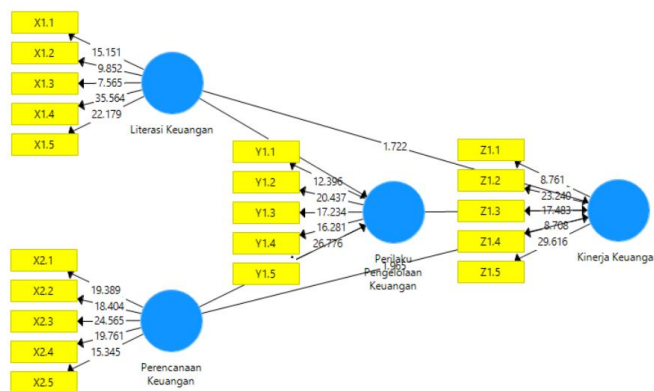 X1.1
X1.2
X1.3
X1.4
X1.5
15.151
9.852
7.565
35.564
22.179
Literasi Keuangan
1.722
Y1.1
Y1.2
Y1.3
Y1.4
Y1.5
12.396
20.437
17.234
16.281
26.776
Perilaku
Pengelolaan
Keuangan
1.965
Z1.1
Z1.2
Z1.3
Z1.4
Z1.5
8.761
23.240
17.483
8.708
29.616
Kinerja Keuanga
X2.1
X2.2
X2.3
X2.4
X2.5
19.389
18.404
24.565
19.761
15.345
Perencanaan
Keuangan